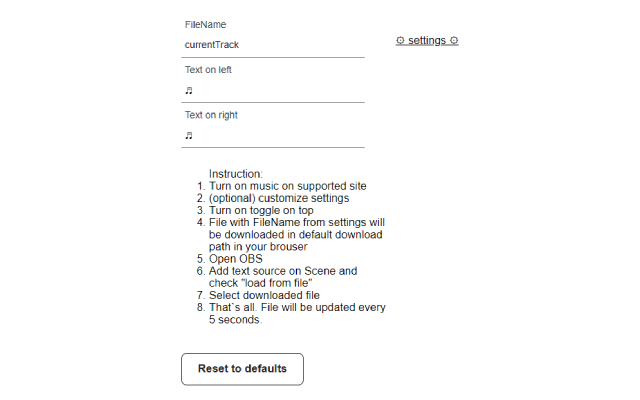 FileName
currentTrack
⚙ settings ⚙
Text on left
♬
Text on right
♬
Instruction:
1. Turn on music on supported site
2. (optional) customize settings
3. Turn on toggle on top
4. File with FileName from settings will
be downloaded in default download
path in your brouser
5. Open OBS
6. Add text source on Scene and
check "load from file"
7. Select downloaded file
8. That`s all. File will be updated every
5 seconds.
Reset to defaults